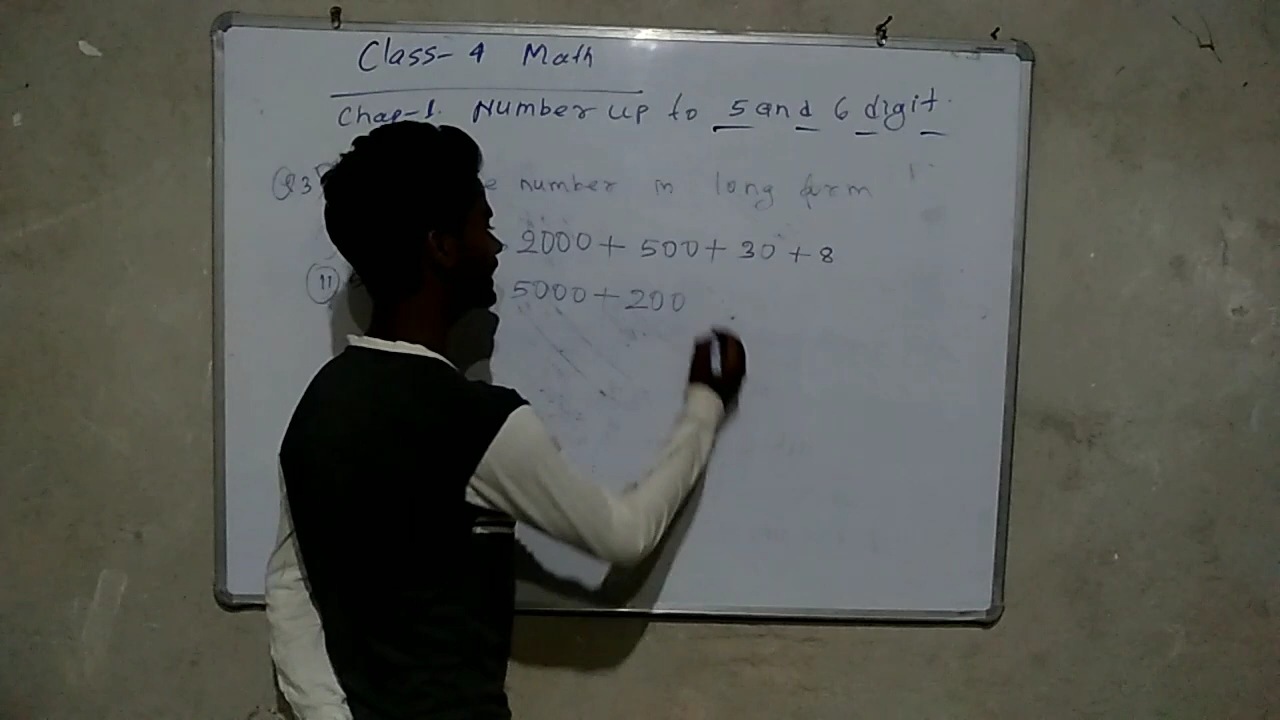 Class- 4 Math
Chap-1. Number up to 5 and 6 digit.
Q3 number in long form
2000 + 500 + 30 + 8
(11) 5000 + 200